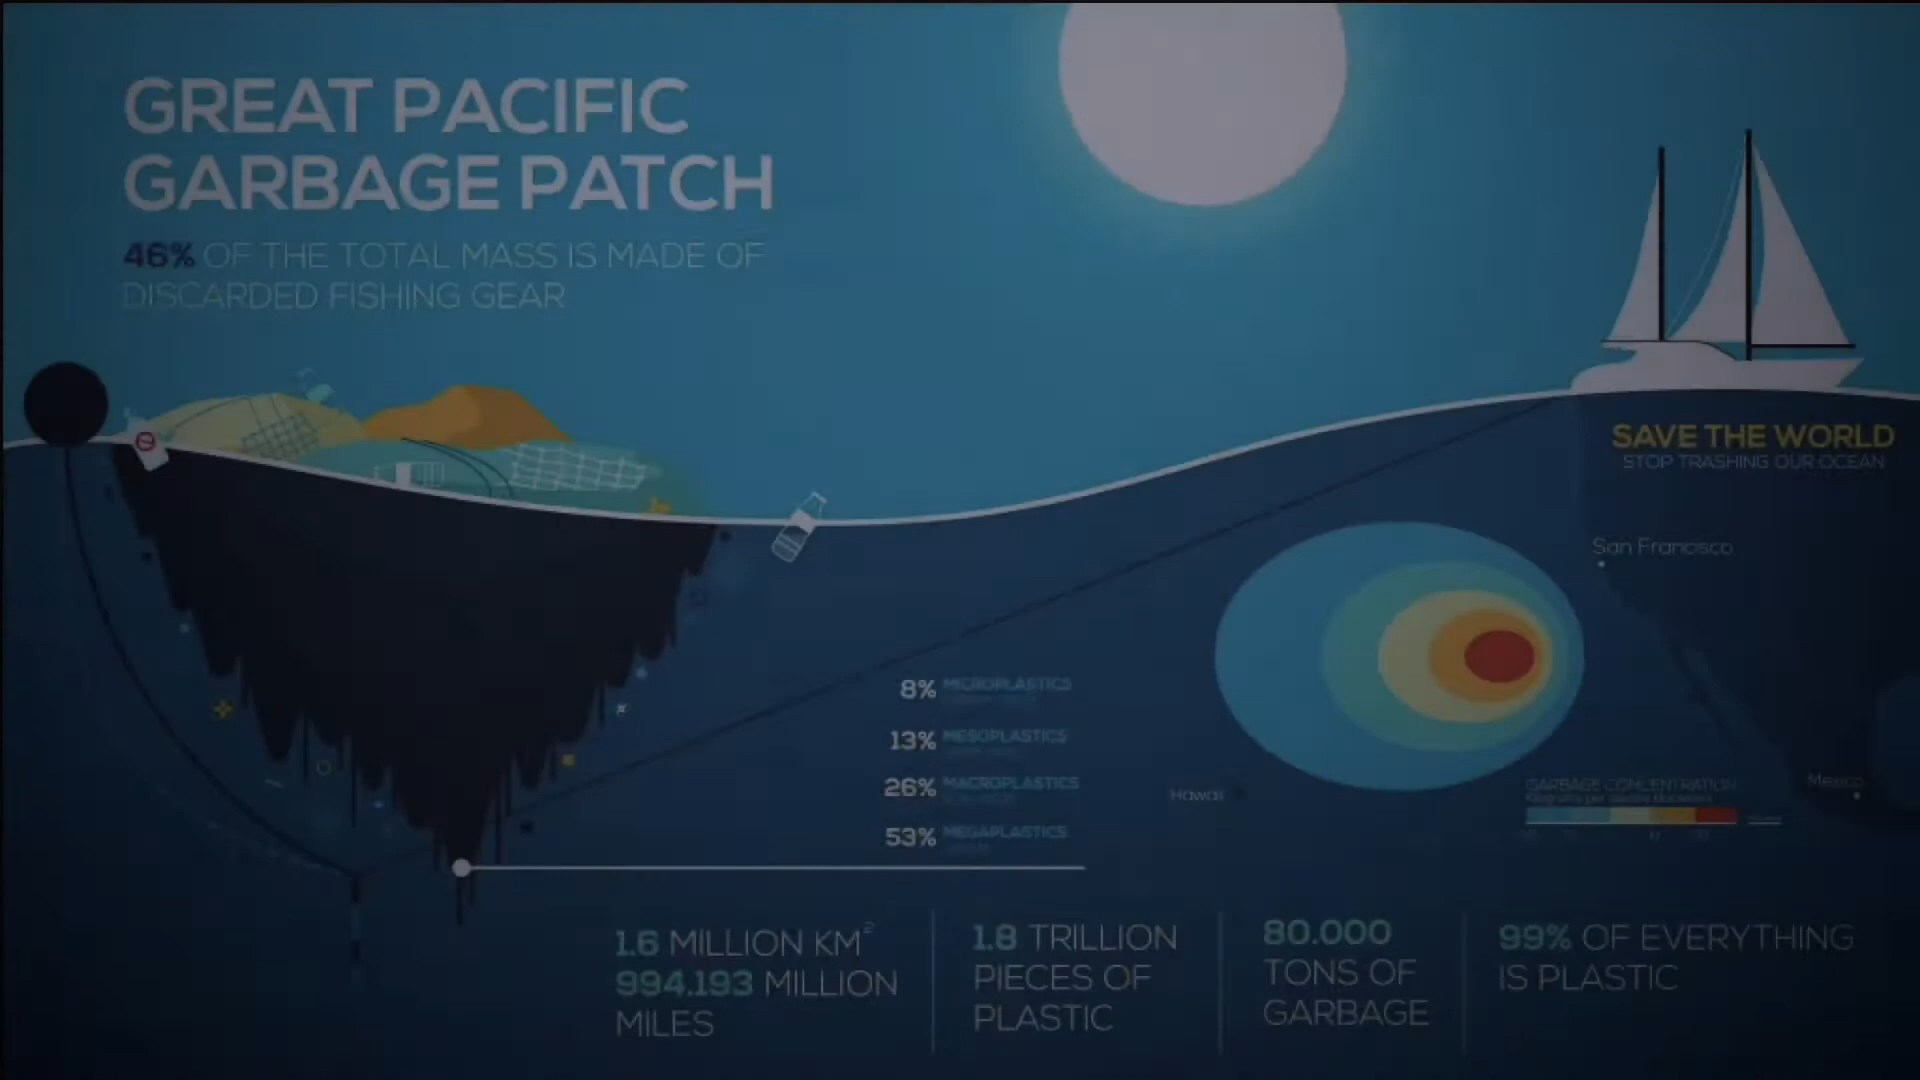 GREAT PACIFIC
GARBAGE PATCH
46% OF THE TOTAL MASS IS MADE OF
DISCARDED FISHING GEAR
SAVE THE WORLD
STOP TRASHING OUR OCEAN
San Francisco
8% MICROPLASTICS
13% MESOPLASTICS
26% MACROPLASTICS
53% MEGAPLASTICS
Hawaii
Mexico
GARBAGE CONCENTRATION
1.6 MILLION KM²
994.193 MILLION
MILES
1.8 TRILLION
PIECES OF
PLASTIC
80.000
TONS OF
GARBAGE
99% OF EVERYTHING
IS PLASTIC